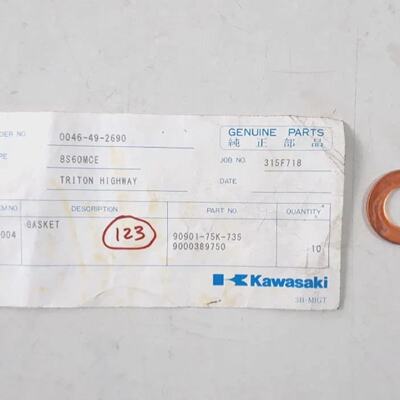 DER NO 0046-49-2690
GENUINE PARTS
純正部品
PE 8S60MCE
JOB NO. 315F718
TRITON HIGHWAY
DATE
EM NO DESCRIPTION PART NO. QUANTITY
004 GASKET 123 90901-75K-735 10
9000389750
Kawasaki
SH-MIGT